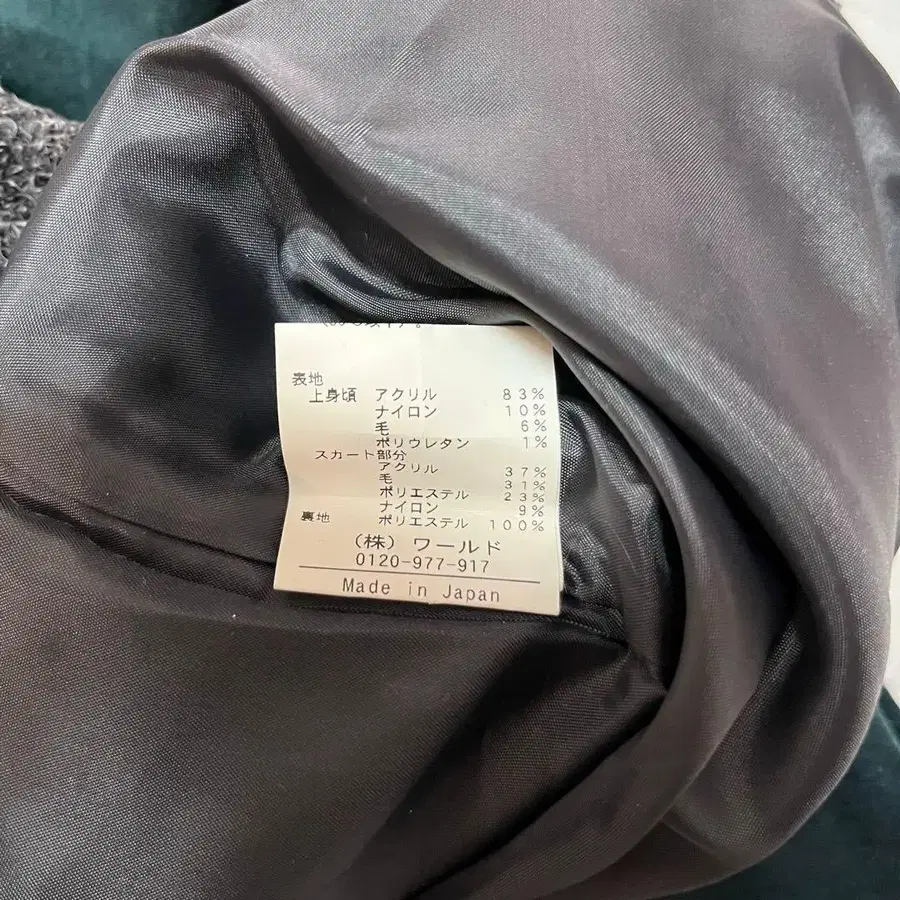 表地
上身頃 アクリル 83%
ナイロン 10%
毛 6%
ポリウレタン 1%
スカート部分
アクリル 37%
毛 31%
ポリエステル 23%
ナイロン 9%
裏地 ポリエステル 100%
(株) ワールド
0120-977-917
Made in Japan